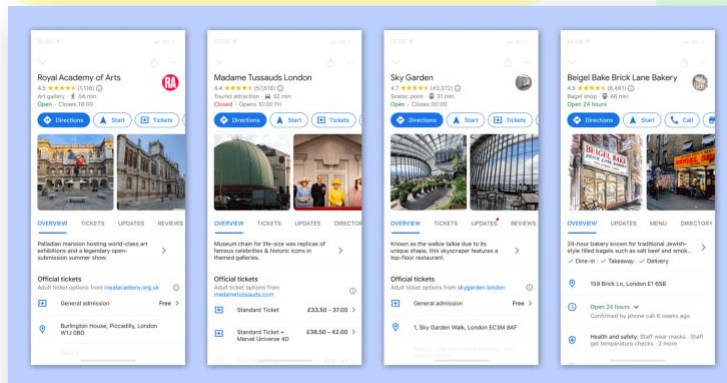 Royal Academy of Arts
RA
4.5 ★★★★★ (1,116)
Art gallery · 54 min
Open · Closes 18:00
Directions
Start
Tickets
OVERVIEW TICKETS UPDATES REVIEWS
Palladian mansion hosting world-class art
exhibitions and a legendary open-
submission summer show.
Official tickets
Adult ticket options from royalacademy.org.uk
General admission Free
Burlington House, Piccadilly, London
W1J 0BD
Madame Tussauds London
4.4 ★★★★★ (57,618)
Tourist attraction · 32 min
Closed · Opens 10:00 Fri
Directions
Start
Tickets
OVERVIEW TICKETS UPDATES DIRECTOR
Museum chain for life-size wax replicas of
famous celebrities & historic icons in
themed galleries.
Official tickets
Adult ticket options from
madametussauds.com
Standard Ticket £33.50 - 37.00
Standard Ticket + £38.50 - 42.00
Marvel Universe 4D
Sky Garden
4.7 ★★★★★ (43,372)
Scenic point · 31 min
Open · Closes 00:00
Directions
Start
Tickets
OVERVIEW TICKETS UPDATES REVIEWS
Known as the walkie talkie due to its
unique shape, this skyscraper features a
top-floor restaurant.
Official tickets
Adult ticket options from skygarden.london
General admission Free
1, Sky Garden Walk, London EC3M 8AF
Beigel Bake Brick Lane Bakery
4.5 ★★★★★ (8,481)
Bagel shop · 46 min
Open 24 hours
Directions
Start
Call
BEIGEL BAKE
BRICK LANE BAKERY
BEIGEL BAKE
OVERVIEW UPDATES MENU DIRECTORY
24-hour bakery known for traditional Jewish-
style filled bagels such as salt beef and smok...
Dine-in · Takeaway · Delivery
159 Brick Ln, London E1 6SB
Open 24 hours
Confirmed by phone call 6 weeks ago
Health and safety: Staff wear masks · Staff
get temperature checks · 2 more